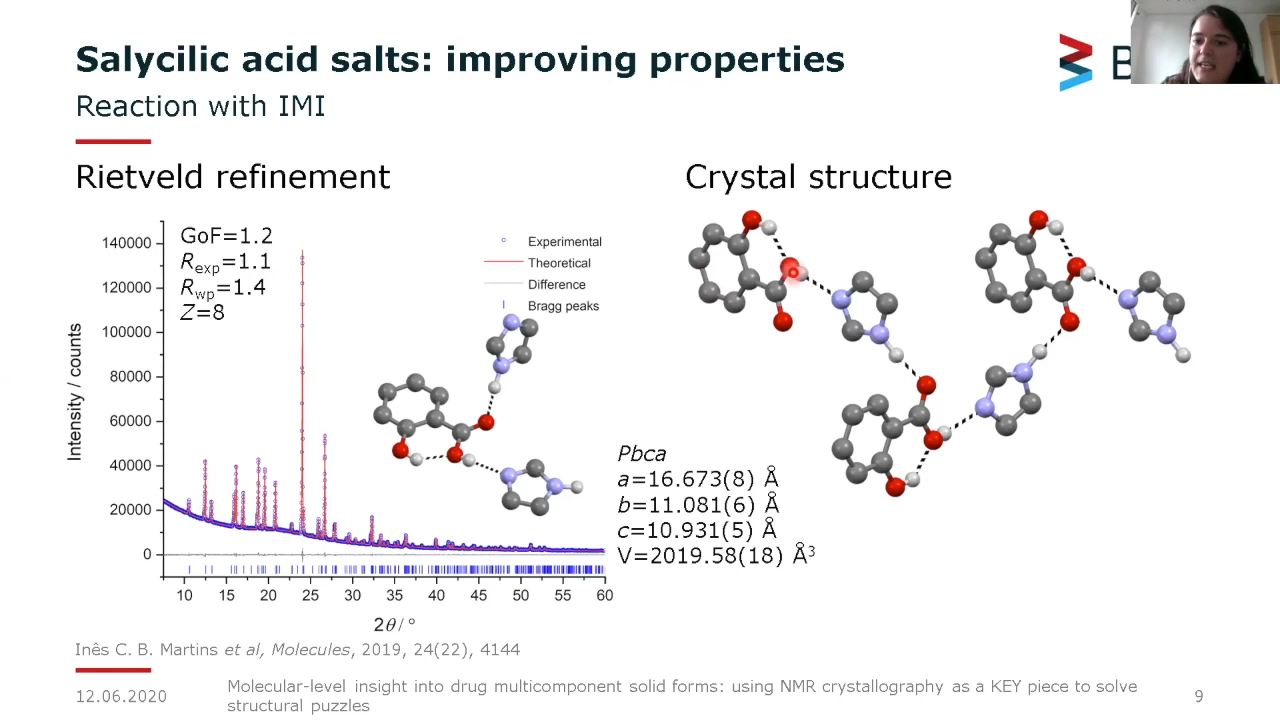 Salycilic acid salts: improving properties
Reaction with IMI
B
Rietveld refinement
Crystal structure
GoF=1.2
Rexp=1.1
Rwp=1.4
Z=8
Experimental
Theoretical
Difference
Bragg peaks
Intensity / counts
140000
120000
100000
80000
60000
40000
20000
0
10 15 20 25 30 35 40 45 50 55 60
2θ / °
Pbca
a=16.673(8) Å
b=11.081(6) Å
c=10.931(5) Å
V=2019.58(18) Å³
Inês C. B. Martins et al, Molecules, 2019, 24(22), 4144
12.06.2020
Molecular-level insight into drug multicomponent solid forms: using NMR crystallography as a KEY piece to solve
structural puzzles
9